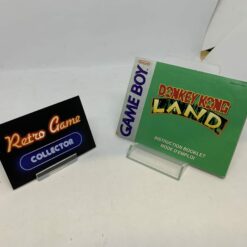 Retro Game
COLLECTOR
GAME BOY
DONKEY KONG
LAND
INSTRUCTION BOOKLET
MODE D'EMPLOI